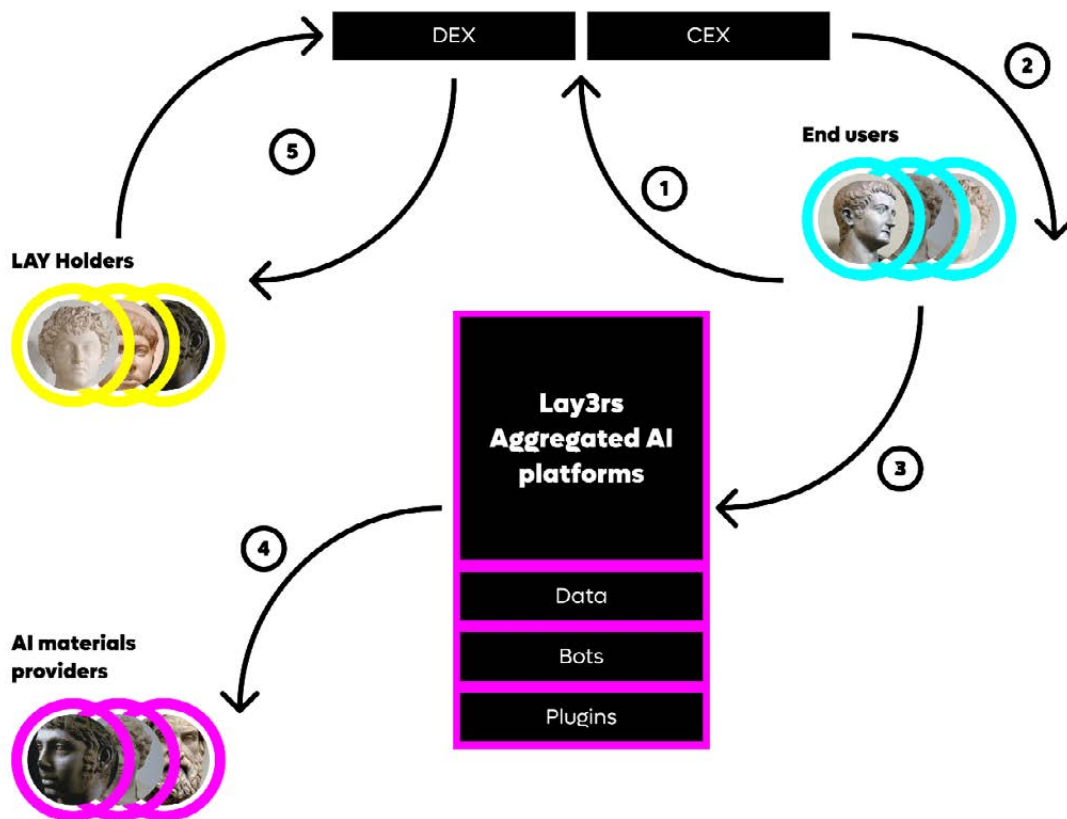 DEX
CEX
2
End users
5
1
LAY Holders
Lay3rs
Aggregated AI
platforms
3
4
Data
AI materials
providers
Bots
Plugins